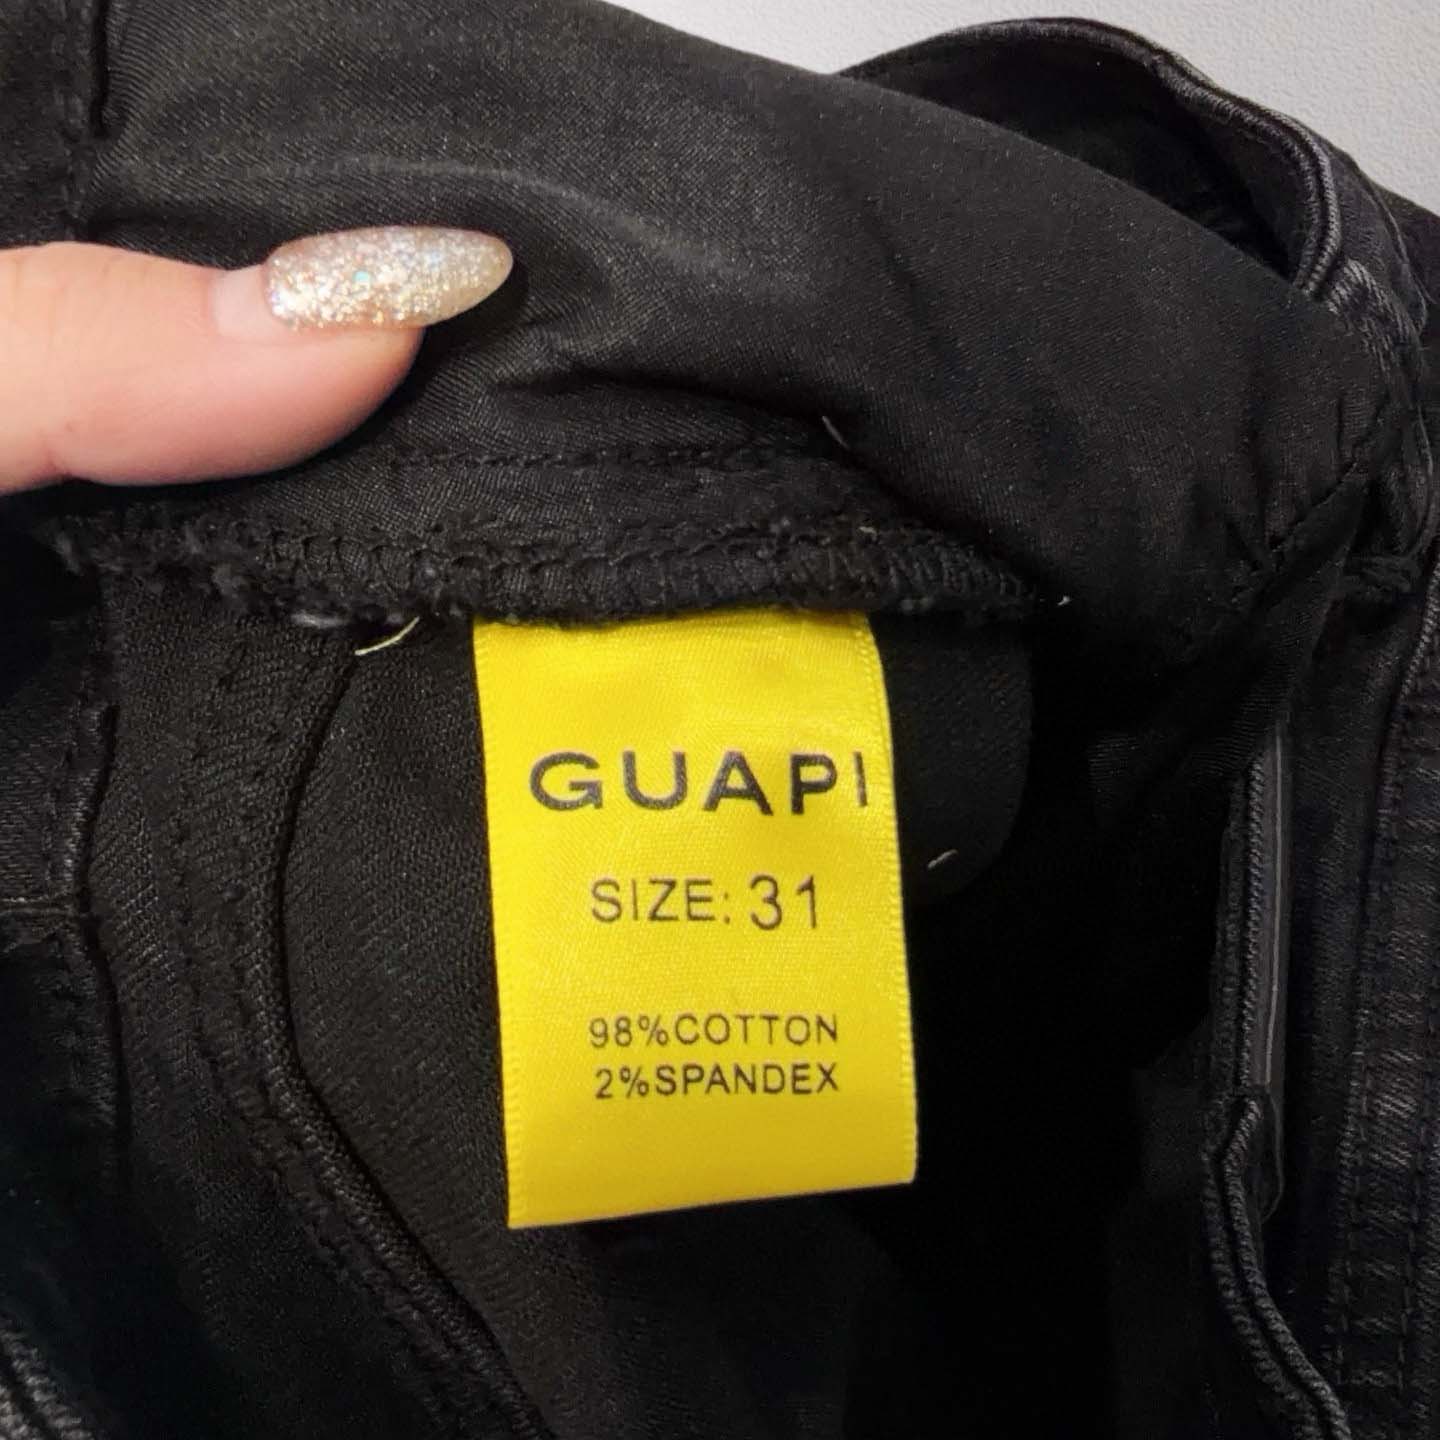 GUAPI
SIZE: 31
98%COTTON
2%SPANDEX